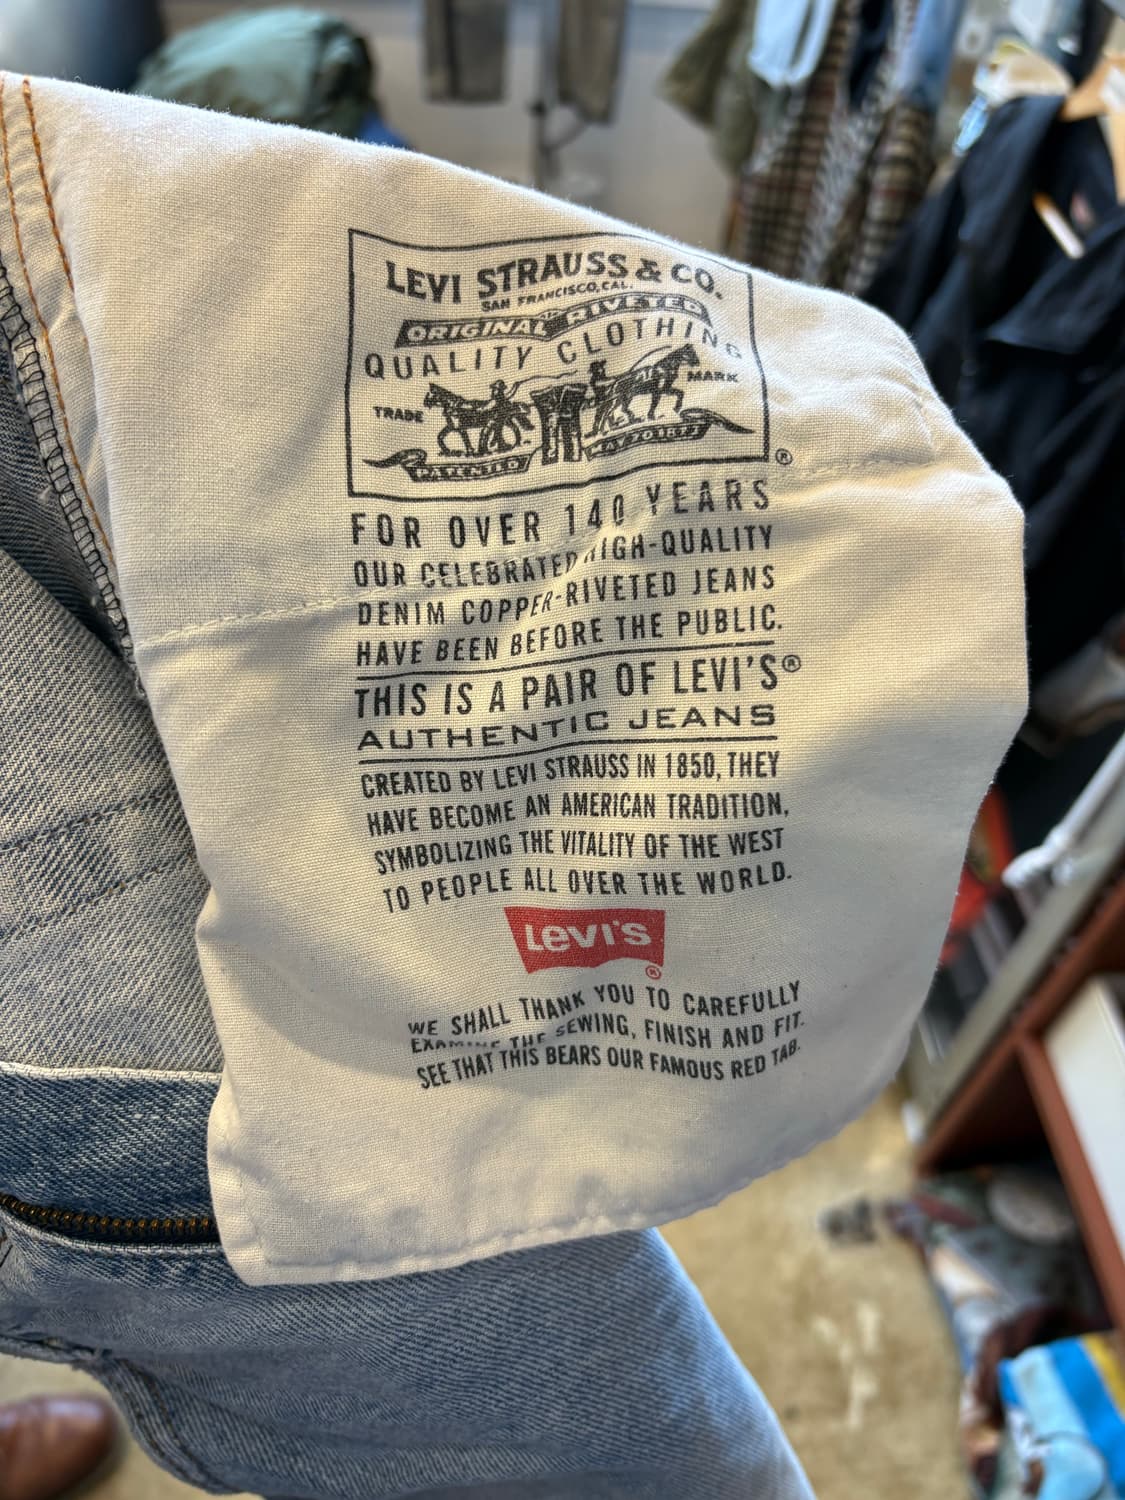 LEVI STRAUSS & CO.
SAN FRANCISCO, CAL.
ORIGINAL RIVETED
QUALITY CLOTHING
TRADE MARK
PATENTED MAY 20 1873
®
FOR OVER 140 YEARS
OUR CELEBRATED HIGH-QUALITY
DENIM COPPER-RIVETED JEANS
HAVE BEEN BEFORE THE PUBLIC.
THIS IS A PAIR OF LEVI'S®
AUTHENTIC JEANS
CREATED BY LEVI STRAUSS IN 1850, THEY
HAVE BECOME AN AMERICAN TRADITION,
SYMBOLIZING THE VITALITY OF THE WEST
TO PEOPLE ALL OVER THE WORLD.
Levi's
®
WE SHALL THANK YOU TO CAREFULLY
EXAMINE THE SEWING, FINISH AND FIT.
SEE THAT THIS BEARS OUR FAMOUS RED TAB.